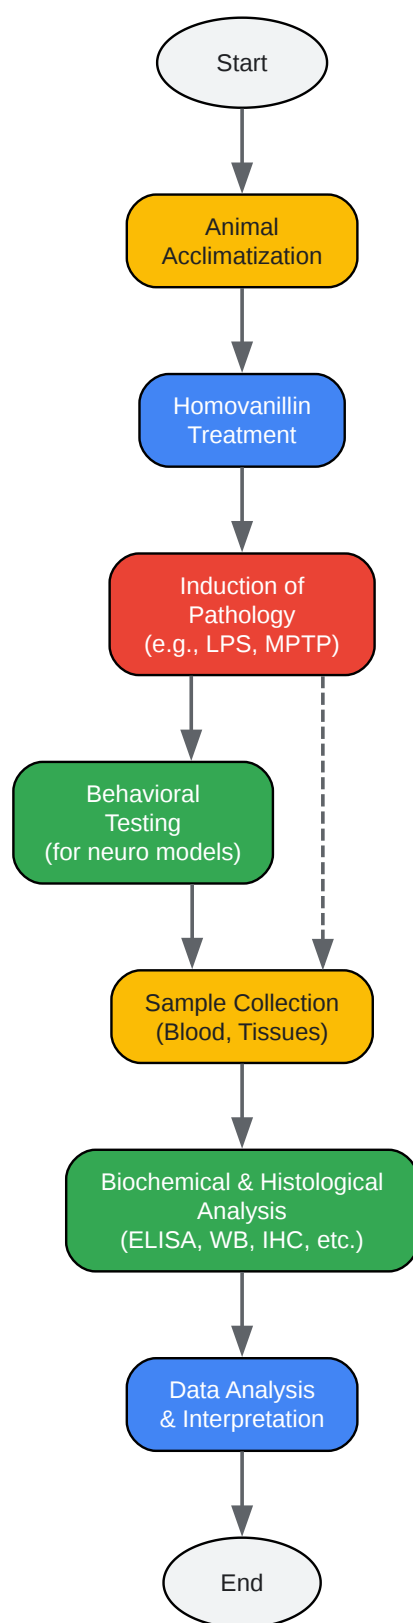 Start
Animal
Acclimatization
Homovanillin
Treatment
Induction of
Pathology
(e.g., LPS, MPTP)
Behavioral
Testing
(for neuro models)
Sample Collection
(Blood, Tissues)
Biochemical & Histological
Analysis
(ELISA, WB, IHC, etc.)
Data Analysis
& Interpretation
End